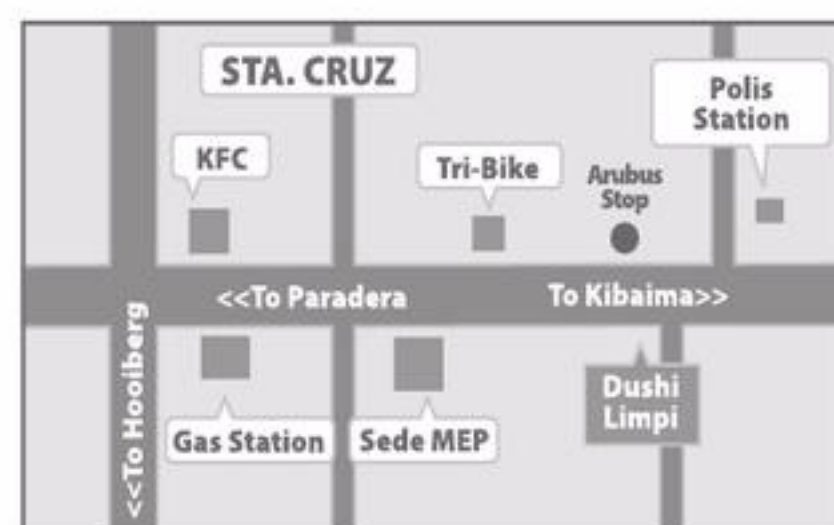 STA. CRUZ
Polis
Station
KFC
Tri-Bike
Arubus
Stop
<<To Paradera
To Kibaima>>
<<To Hooiberg
Gas Station
Sede MEP
Dushi
Limpi